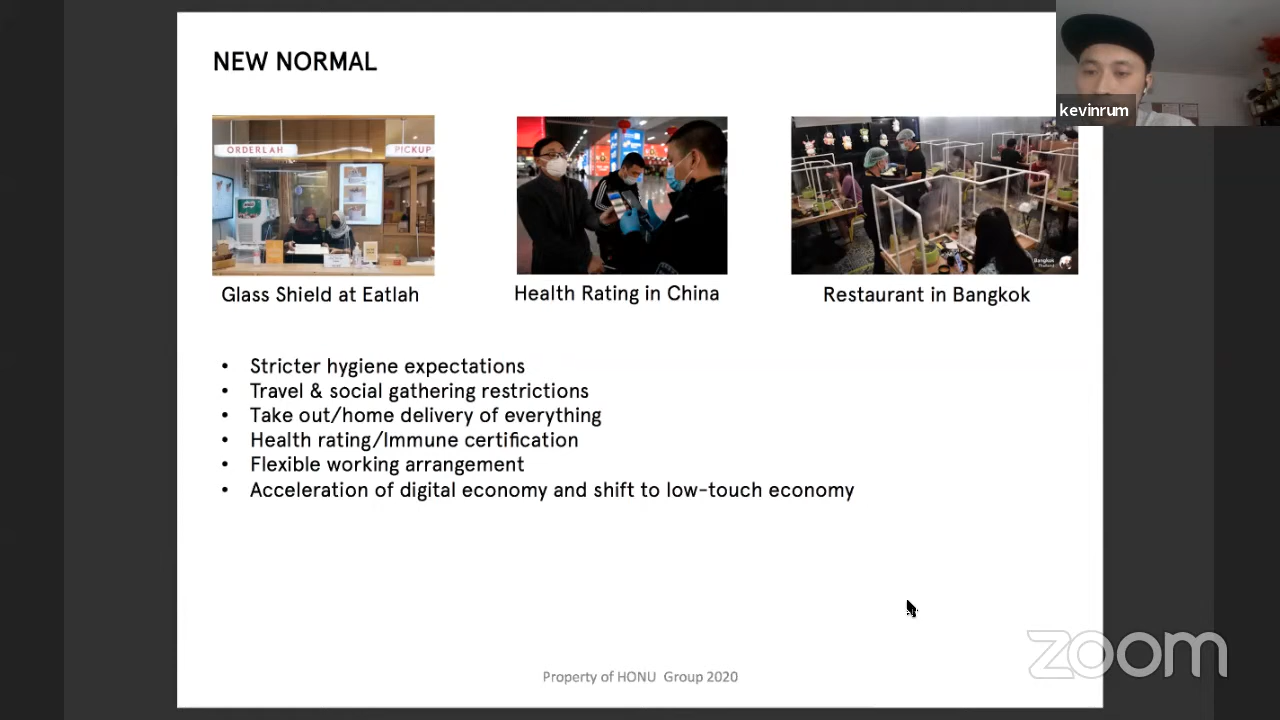 NEW NORMAL
kevinrum
ORDERLAH
PICKUP
Glass Shield at Eatlah
Health Rating in China
Restaurant in Bangkok
• Stricter hygiene expectations
• Travel & social gathering restrictions
• Take out/home delivery of everything
• Health rating/Immune certification
• Flexible working arrangement
• Acceleration of digital economy and shift to low-touch economy
zoom
Property of HONU Group 2020